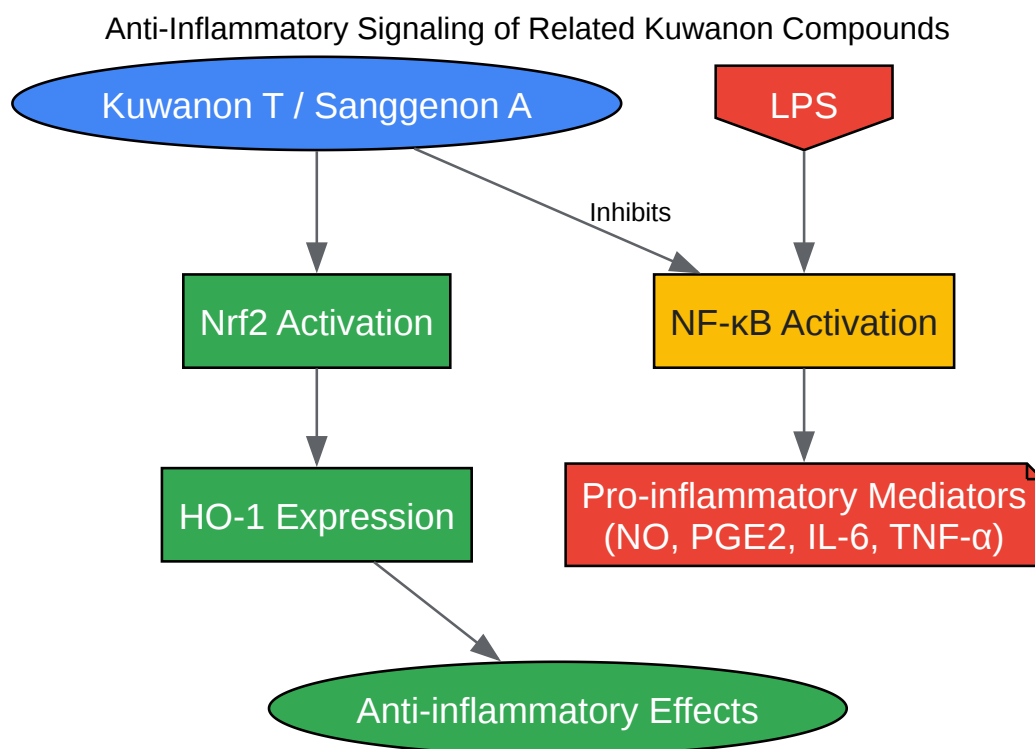 Anti-Inflammatory Signaling of Related Kuwanon Compounds
Kuwanon T / Sanggenon A
LPS
Inhibits
Nrf2 Activation
NF-κB Activation
HO-1 Expression
Pro-inflammatory Mediators
(NO, PGE2, IL-6, TNF-α)
Anti-inflammatory Effects